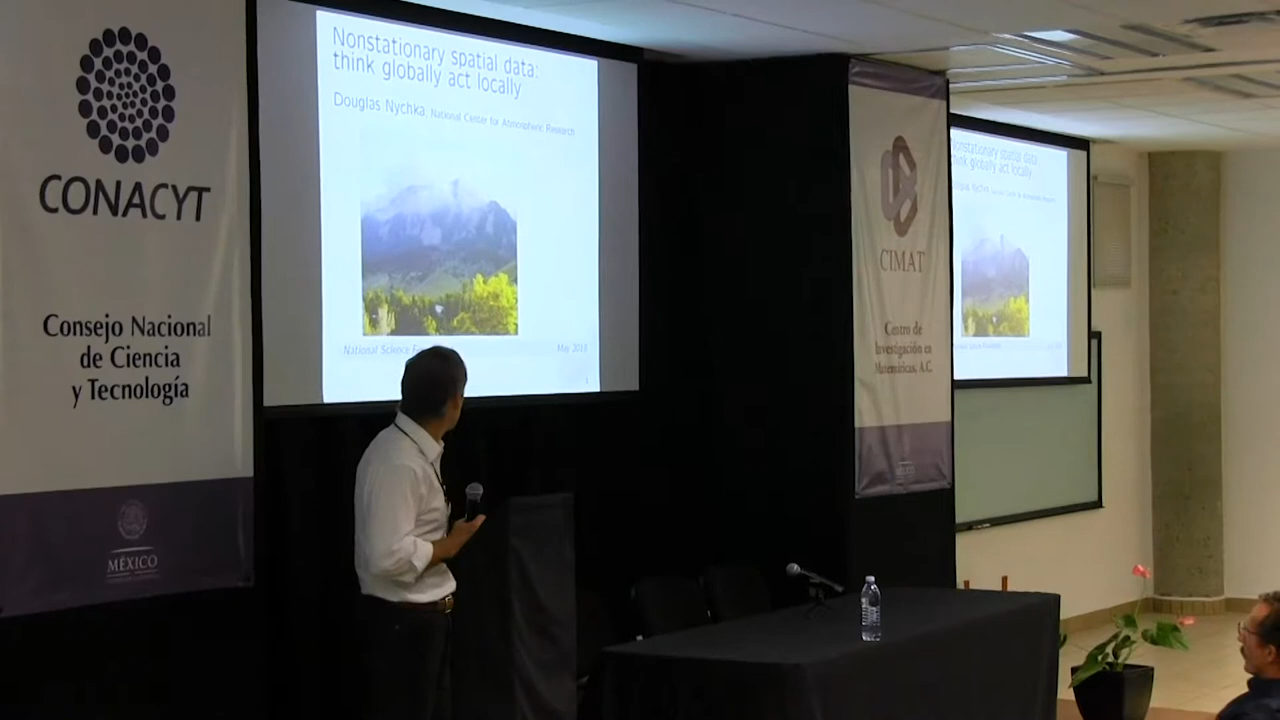 CONACYT
Consejo Nacional
de Ciencia
y Tecnología
MÉXICO
Nonstationary spatial data:
think globally act locally
Douglas Nychka, National Center for Atmospheric Research
National Science
May 2018
CIMAT
Centro de
Investigación en
Matemáticas, A.C.
MÉXICO
Nonstationary spatial data
think globally act locally